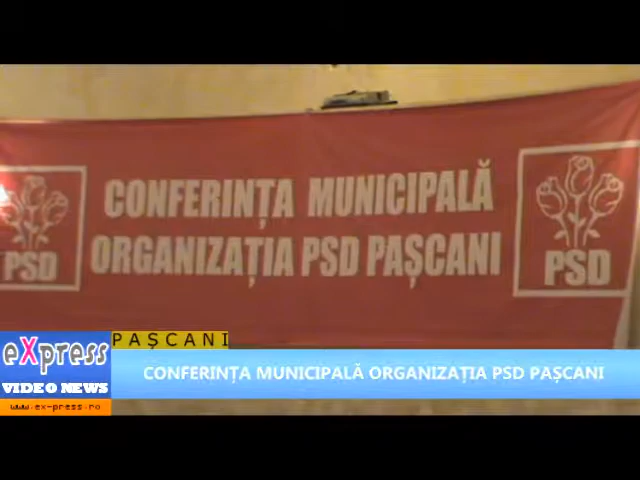 CONFERINȚA MUNICIPALĂ
ORGANIZAȚIA PSD PAȘCANI
PSD
PSD
PAȘCANI
eXpress
VIDEO NEWS
www.ex-press.ro
CONFERINȚA MUNICIPALĂ ORGANIZAȚIA PSD PAȘCANI